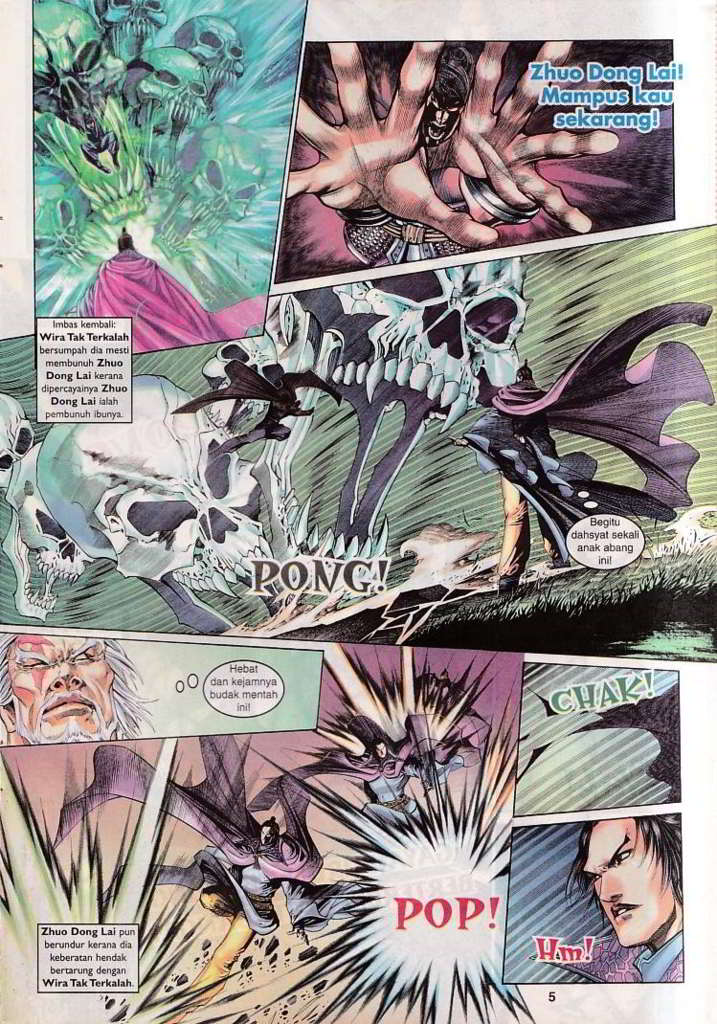 Zhuo Dong Lai!
Mampus kau
sekarang!
Imbas kembali:
Wira Tak Terkalah
bersumpah dia mesti
membunuh Zhuo
Dong Lai kerana
dipercayainya Zhuo
Dong Lai ialah
pembunuh ibunya.
Begitu
dahsyat sekali
anak abang
ini!
PONG!
Hebat
dan kejamnya
budak mentah
ini!
CHAK!
POP!
Hm!
Zhuo Dong Lai pun
berundur kerana dia
keberatan hendak
bertarung dengan
Wira Tak Terkalah.
5